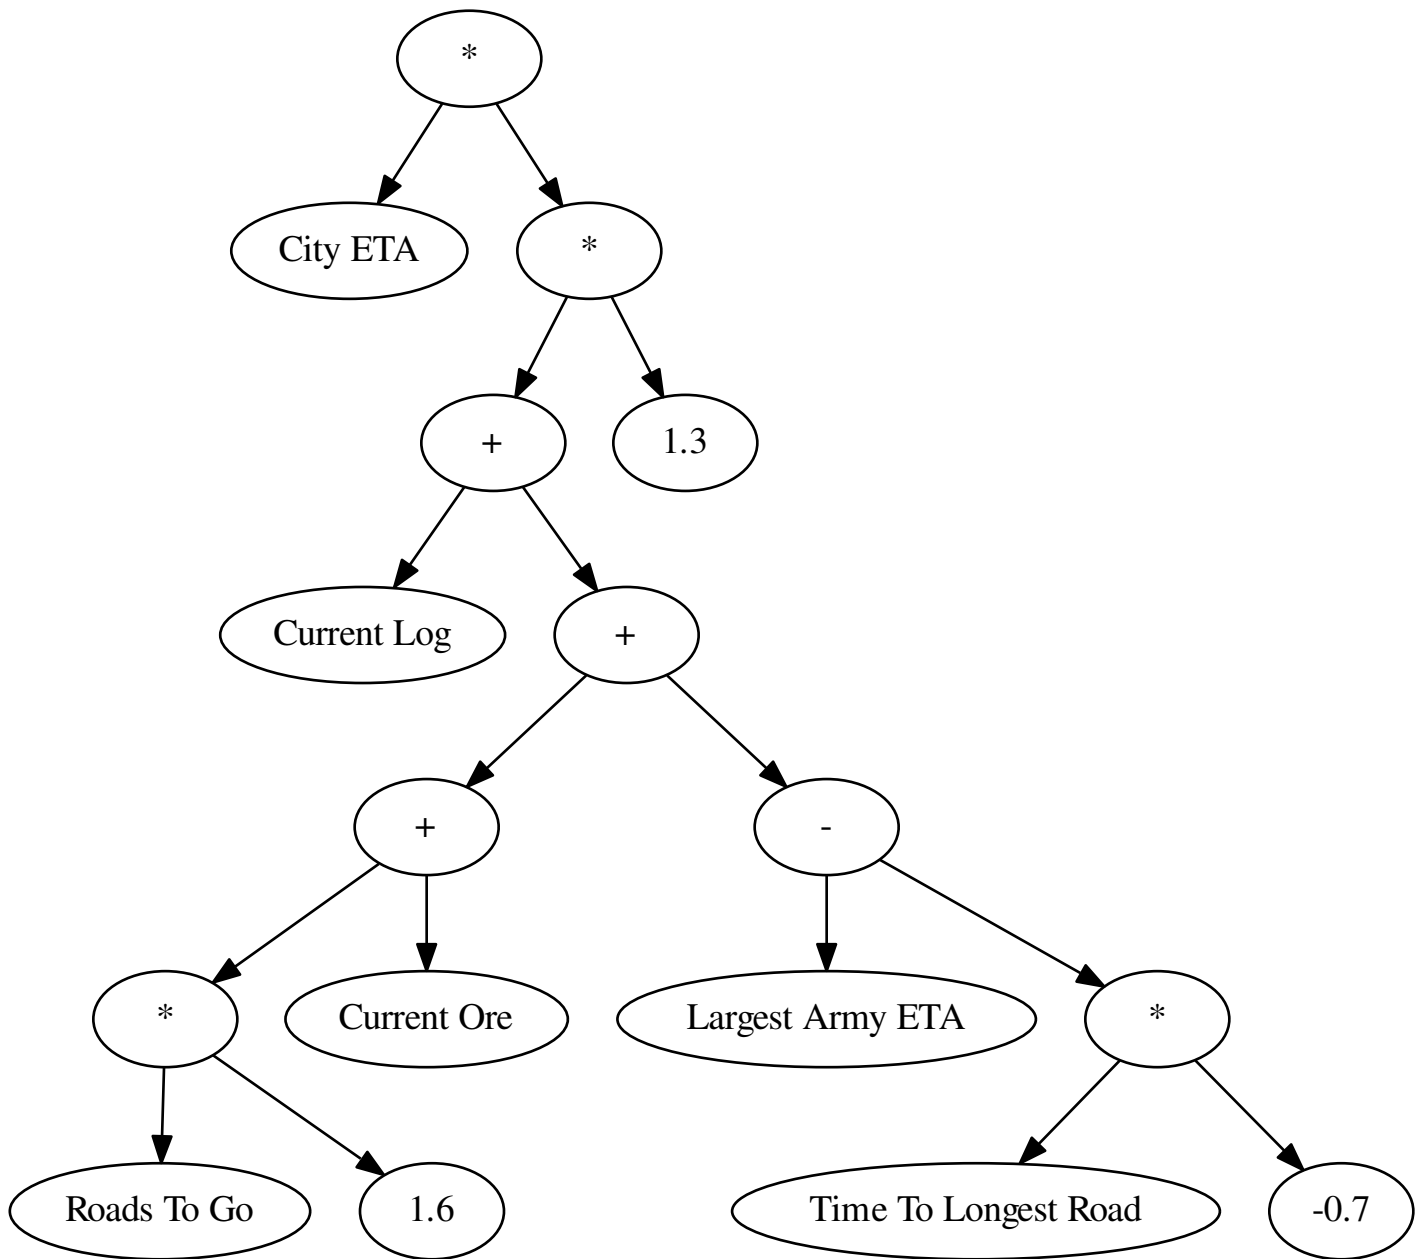 *
City ETA
*
+
1.3
Current Log
+
+
-
*
Current Ore
Largest Army ETA
*
Roads To Go
1.6
Time To Longest Road
-0.7